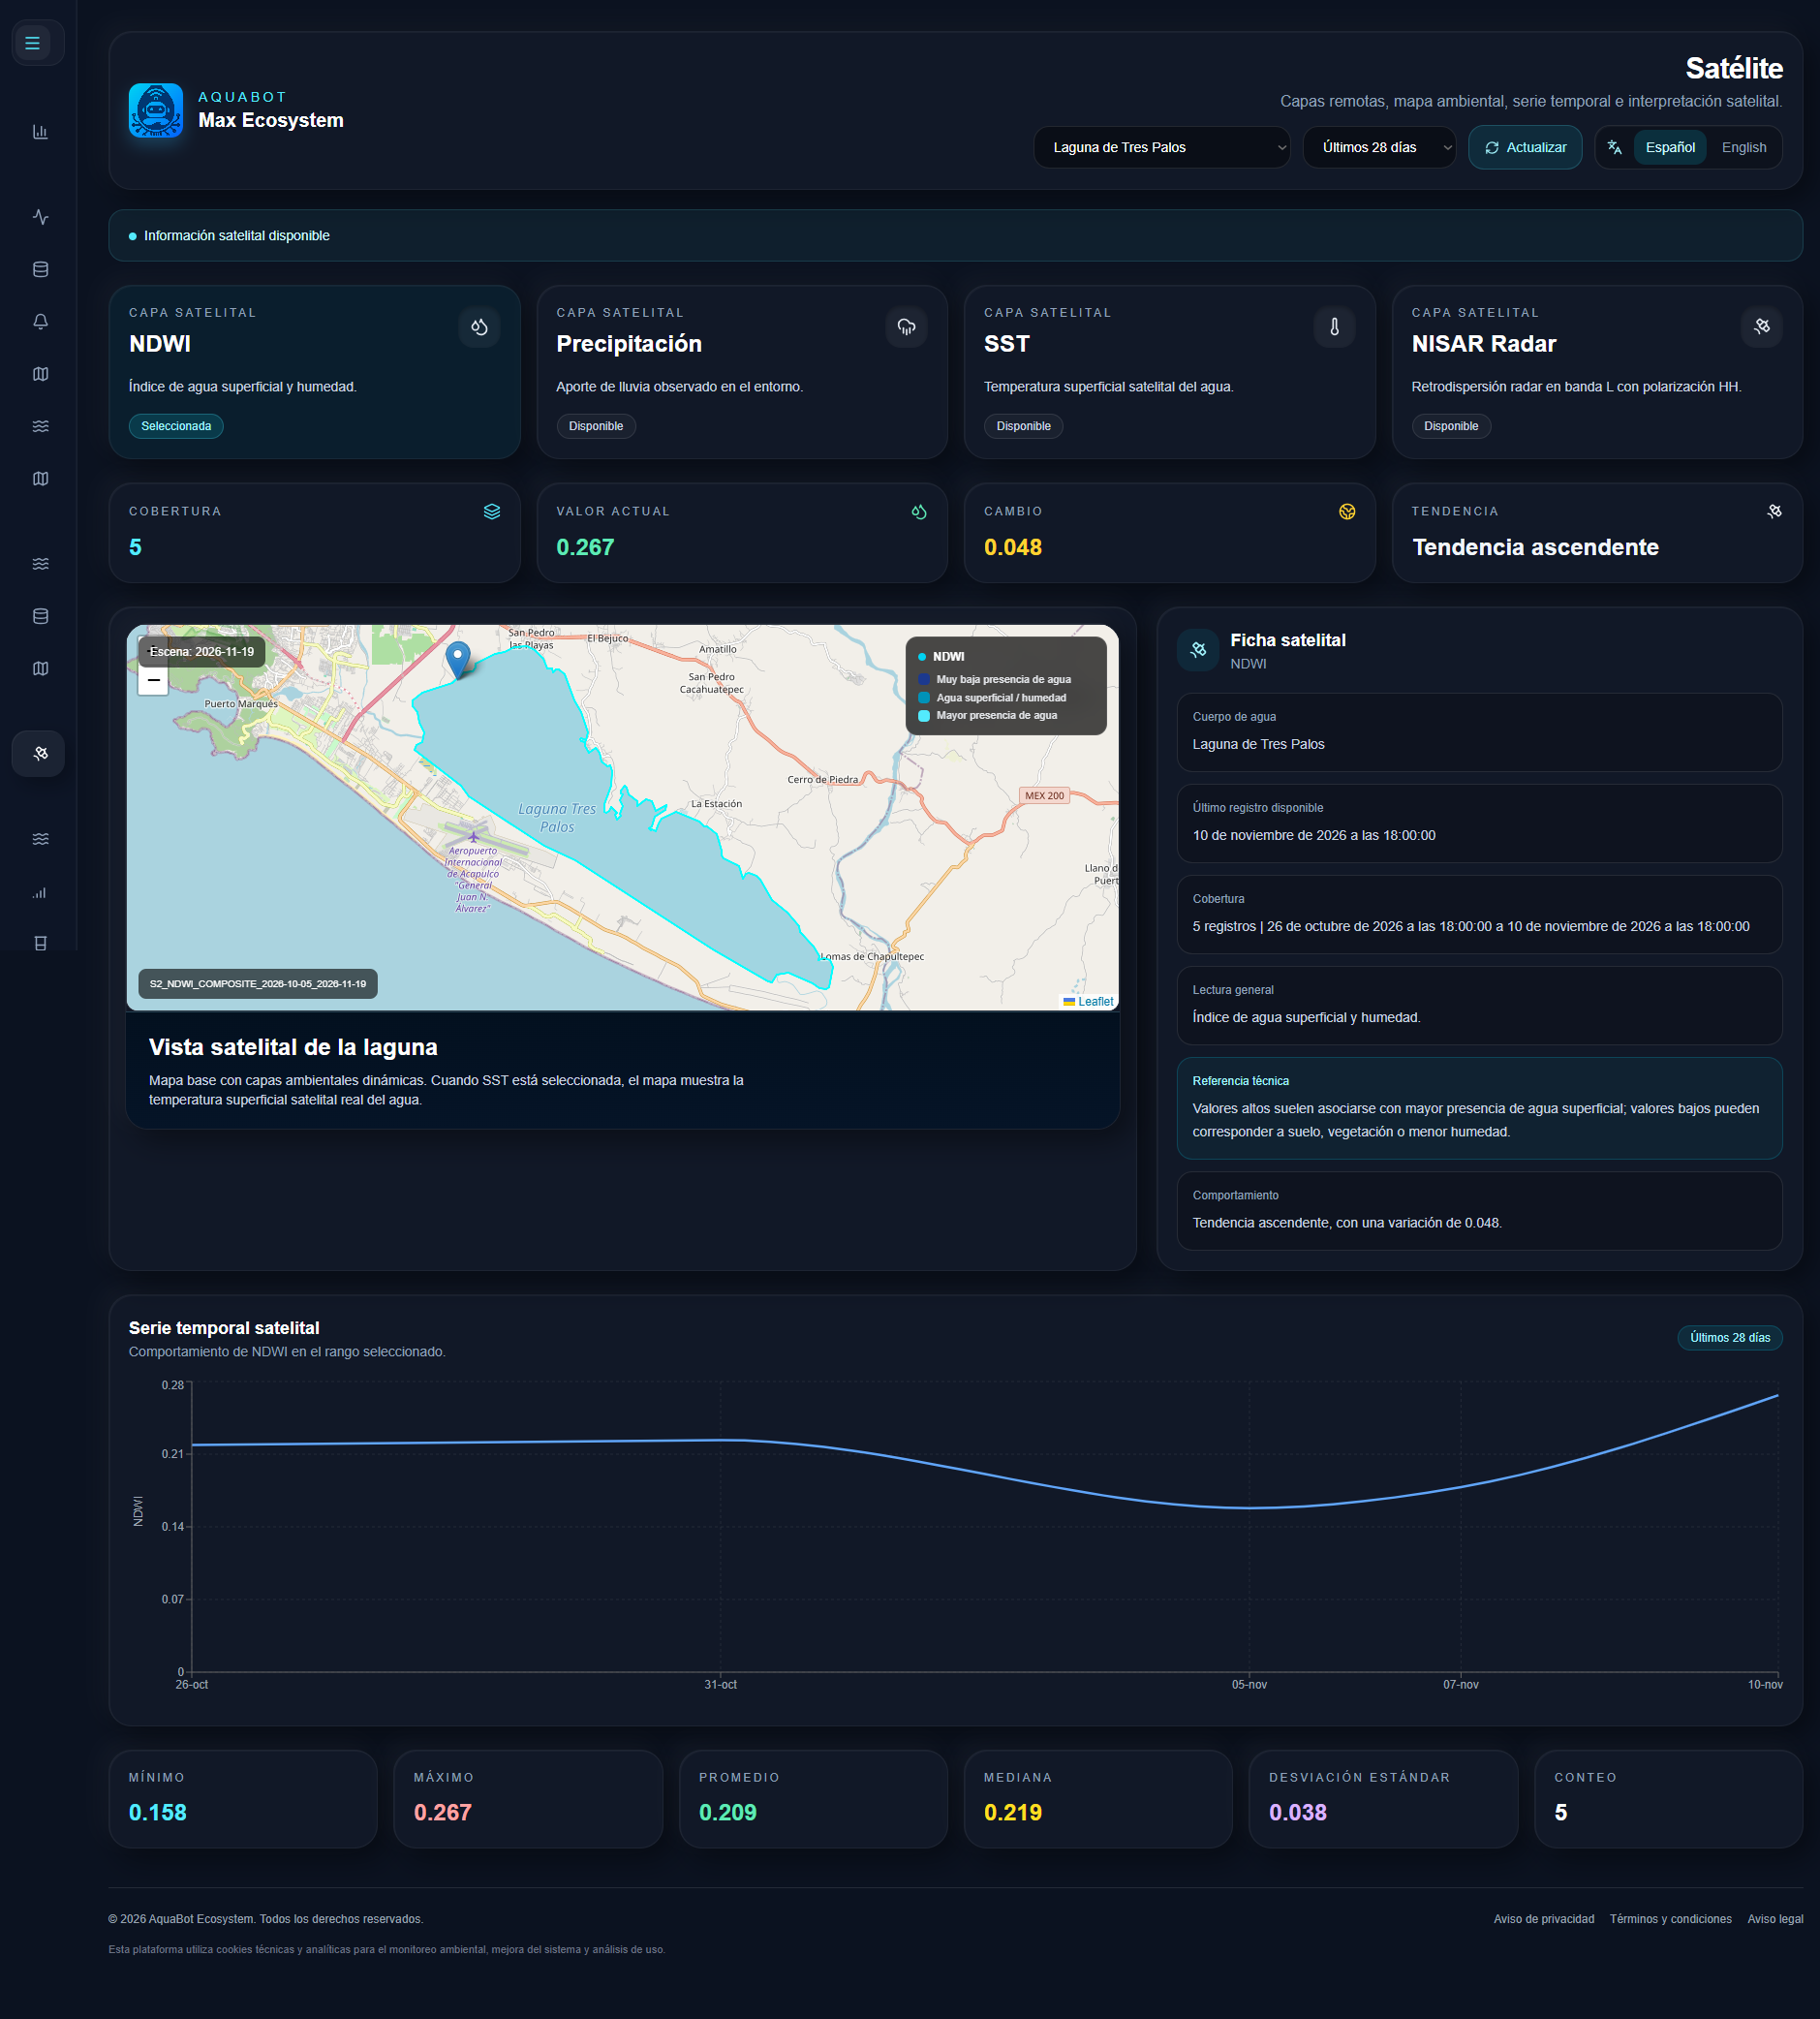 AQUABOT
Max Ecosystem
Satélite
Capas remotas, mapa ambiental, serie temporal e interpretación satelital.
Laguna de Tres Palos
Últimos 28 días
Actualizar
Español
English
Información satelital disponible
CAPA SATELITAL
NDWI
Índice de agua superficial y humedad.
Seleccionada
CAPA SATELITAL
Precipitación
Aporte de lluvia observado en el entorno.
Disponible
CAPA SATELITAL
SST
Temperatura superficial satelital del agua.
Disponible
CAPA SATELITAL
NISAR Radar
Retrodispersión radar en banda L con polarización HH.
Disponible
COBERTURA
5
VALOR ACTUAL
0.267
CAMBIO
0.048
TENDENCIA
Tendencia ascendente
Escena: 2026-11-19
−
San Pedro
las Playas
El Bejuco
Amatillo
San Pedro
Cacahuatepec
Puerto Marqués
Cerro de Piedra
MEX 200
La Estación
Laguna Tres
Palos
Aeropuerto
Internacional
de Acapulco
"General
Juan N.
Álvarez"
Llano d
Puert
Lomas de Chapultepec
NDWI
Muy baja presencia de agua
Agua superficial / humedad
Mayor presencia de agua
S2_NDWI_COMPOSITE_2026-10-05_2026-11-19
Leaflet
Vista satelital de la laguna
Mapa base con capas ambientales dinámicas. Cuando SST está seleccionada, el mapa muestra la
temperatura superficial satelital real del agua.
Ficha satelital
NDWI
Cuerpo de agua
Laguna de Tres Palos
Último registro disponible
10 de noviembre de 2026 a las 18:00:00
Cobertura
5 registros | 26 de octubre de 2026 a las 18:00:00 a 10 de noviembre de 2026 a las 18:00:00
Lectura general
Índice de agua superficial y humedad.
Referencia técnica
Valores altos suelen asociarse con mayor presencia de agua superficial; valores bajos pueden
corresponder a suelo, vegetación o menor humedad.
Comportamiento
Tendencia ascendente, con una variación de 0.048.
Serie temporal satelital
Comportamiento de NDWI en el rango seleccionado.
Últimos 28 días
NDWI
0.28
0.21
0.14
0.07
0
26-oct
31-oct
05-nov
07-nov
10-nov
MÍNIMO
0.158
MÁXIMO
0.267
PROMEDIO
0.209
MEDIANA
0.219
DESVIACIÓN ESTÁNDAR
0.038
CONTEO
5
© 2026 AquaBot Ecosystem. Todos los derechos reservados.
Aviso de privacidad
Términos y condiciones
Aviso legal
Esta plataforma utiliza cookies técnicas y analíticas para el monitoreo ambiental, mejora del sistema y análisis de uso.